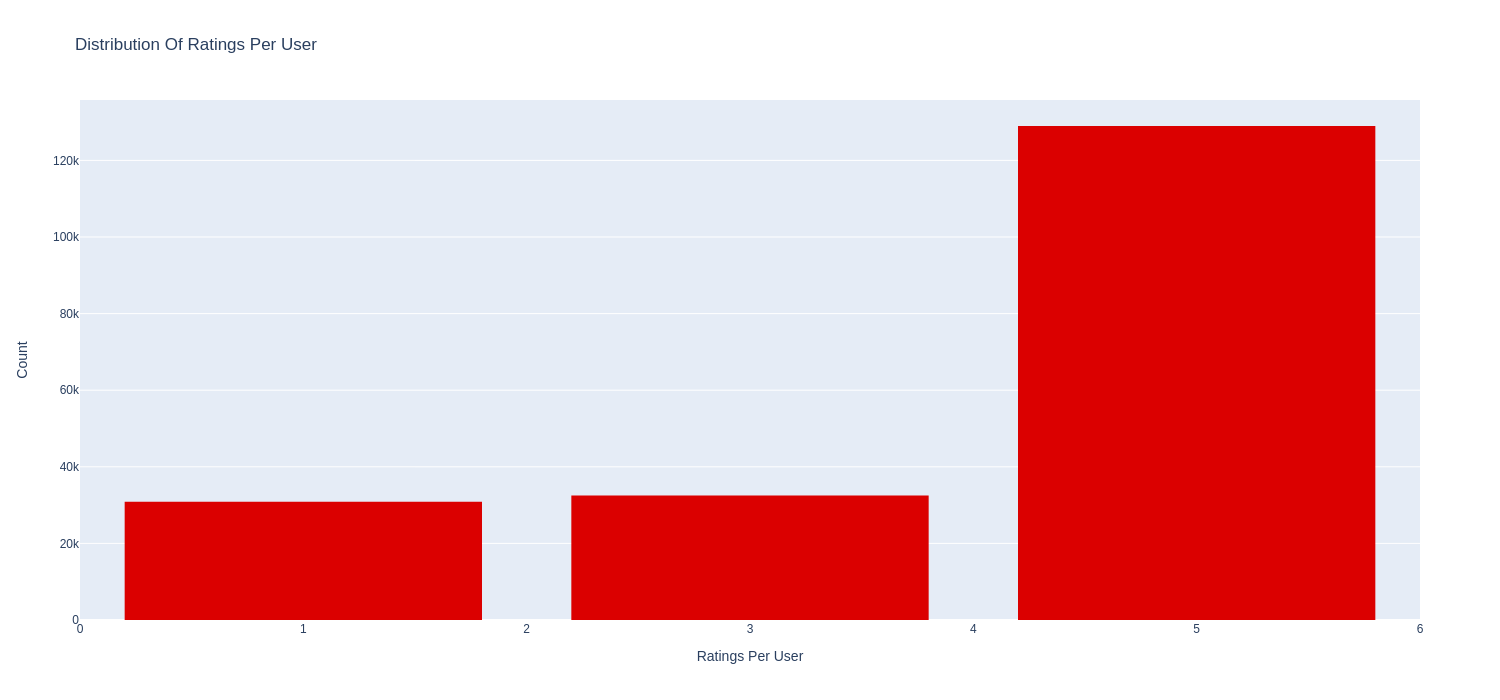 Distribution Of Ratings Per User
120k
100k
80k
60k
40k
20k
0
Count
0 1 2 3 4 5 6
Ratings Per User